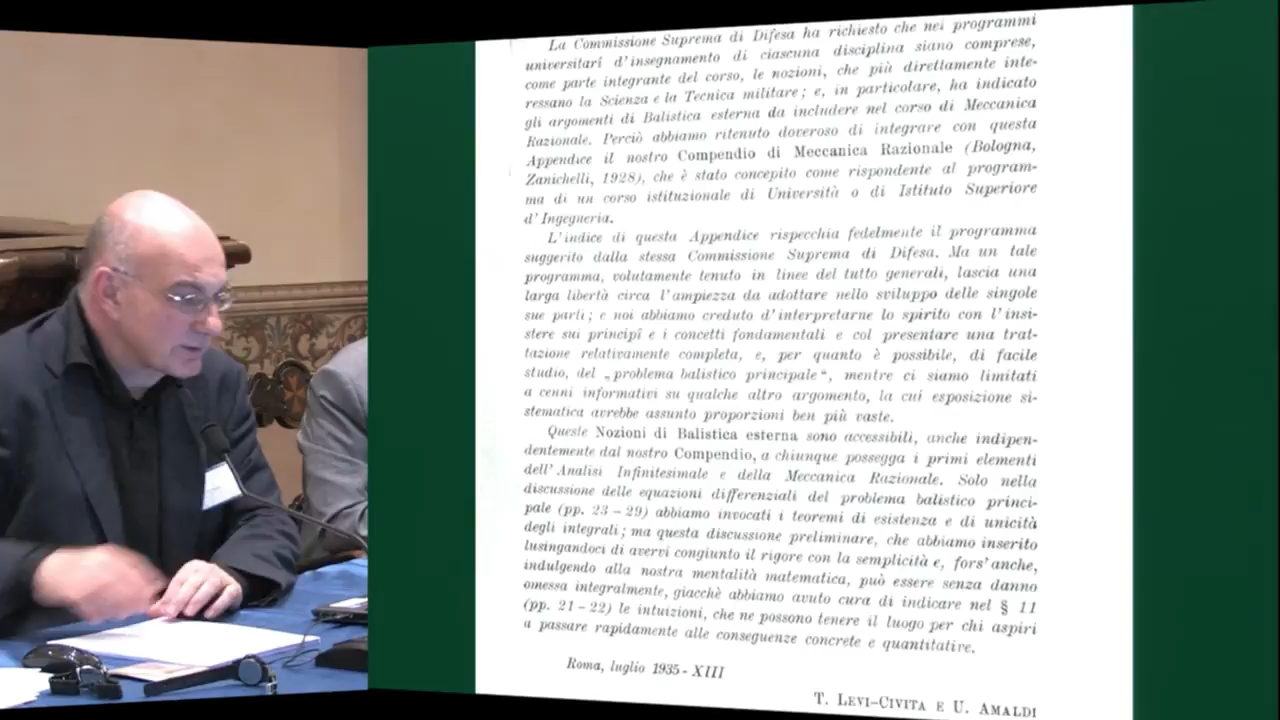 La Commissione Suprema di Difesa ha richiesto che nei programmi
universitarî d'insegnamento di ciascuna disciplina siano comprese,
come parte integrante del corso, le nozioni, che più direttamente inte-
ressano la Scienza e la Tecnica militare; e, in particolare, ha indicato
gli argomenti di Balistica esterna da includere nel corso di Meccanica
Razionale. Perciò abbiamo ritenuto doveroso di integrare con questa
Appendice il nostro Compendio di Meccanica Razionale (Bologna,
Zanichelli, 1928), che è stato concepito come rispondente al program-
ma di un corso istituzionale di Università o di Istituto Superiore
d'Ingegneria.
L'indice di questa Appendice rispecchia fedelmente il programma
suggerito dalla stessa Commissione Suprema di Difesa. Ma un tale
programma, volutamente tenuto in linee del tutto generali, lascia una
larga libertà circa l'ampiezza da adottare nello sviluppo delle singole
sue parti; e noi abbiamo creduto d'interpretarne lo spirito con l'insi-
stere sui principî e i concetti fondamentali e col presentare una trat-
tazione relativamente completa, e, per quanto è possibile, di facile
studio, del „problema balistico principale“, mentre ci siamo limitati
a cenni informativi su qualche altro argomento, la cui esposizione si-
stematica avrebbe assunto proporzioni ben più vaste.
Queste Nozioni di Balistica esterna sono accessibili, anche indipen-
dentemente dal nostro Compendio, a chiunque possegga i primi elementi
dell'Analisi Infinitesimale e della Meccanica Razionale. Solo nella
discussione delle equazioni differenziali del problema balistico princi-
pale (pp. 23 – 29) abbiamo invocati i teoremi di esistenza e di unicità
degli integrali; ma questa discussione preliminare, che abbiamo inserito
lusingandoci di avervi congiunto il rigore con la semplicità e, fors'anche,
indulgendo alla nostra mentalità matematica, può essere senza danno
omessa integralmente, giacchè abbiamo avuto cura di indicare nel § 11
(pp. 21 – 22) le intuizioni, che ne possono tenere il luogo per chi aspiri
a passare rapidamente alle conseguenze concrete e quantitative.
Roma, luglio 1935 - XIII
T. LEVI–CIVITA E U. AMALDI